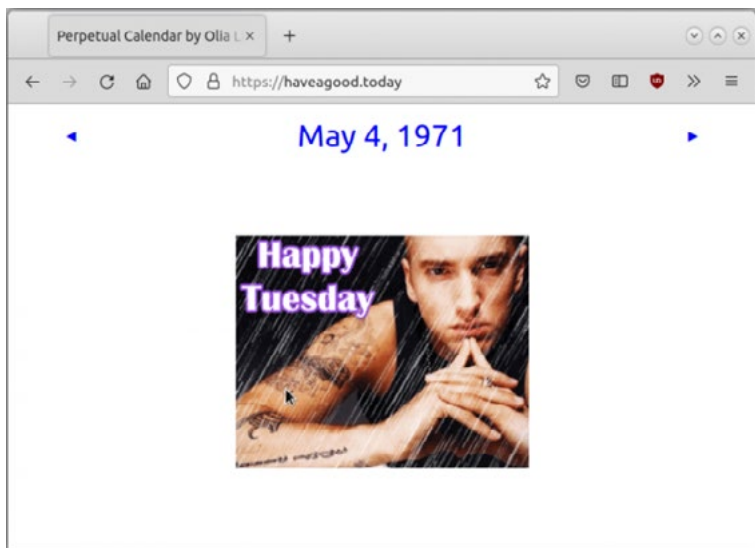 Perpetual Calendar by Olia L
https://haveagood.today
May 4, 1971
Happy
Tuesday